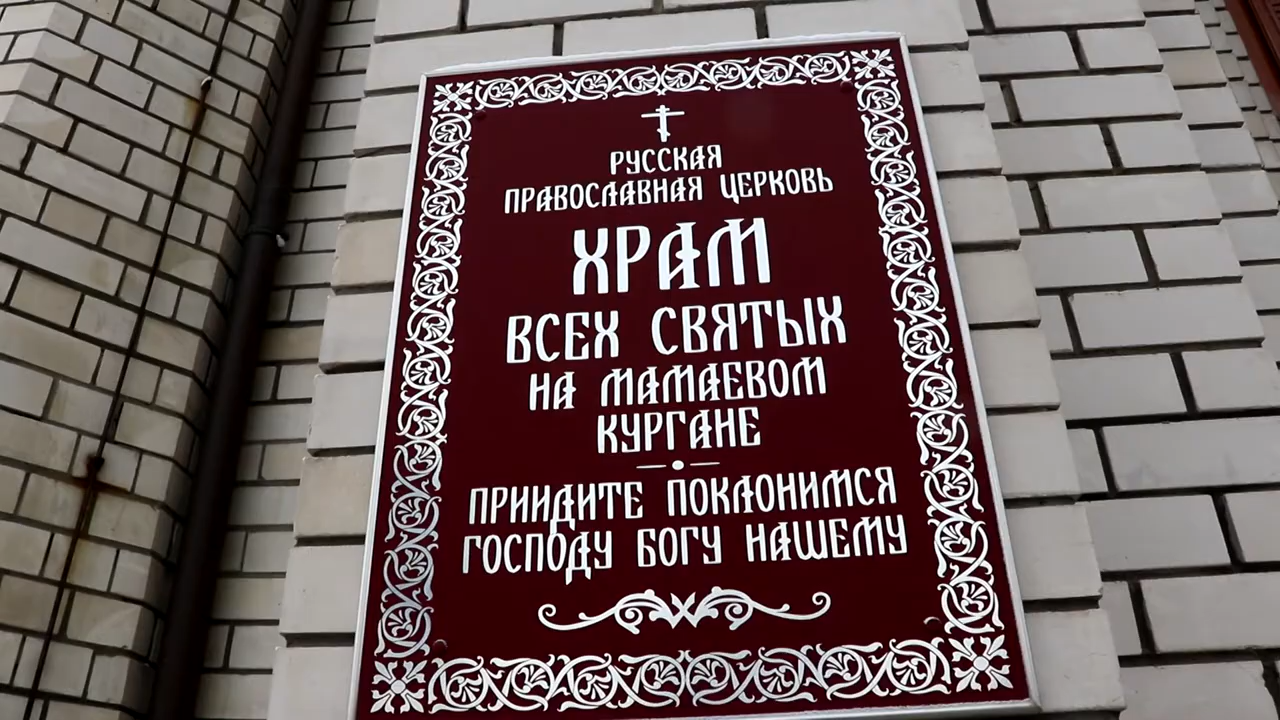 РУССКАЯ
ПРАВОСЛАВНАЯ ЦЕРКОВЬ
ХРАМ
ВСЕХ СВЯТЫХ
НА МАМАЕВОМ
КУРГАНЕ
ПРИИДИТЕ ПОКЛОНИМСЯ
ГОСПОДУ БОГУ НАШЕМУ